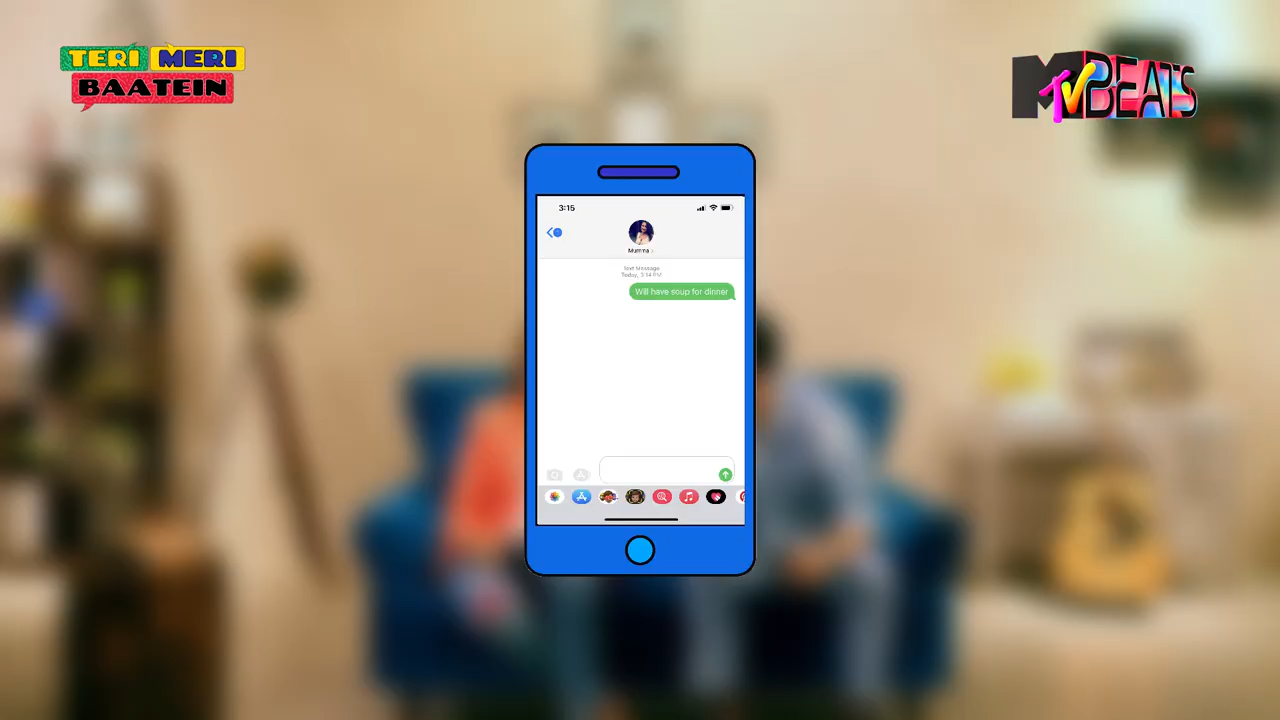 TERI MERI
BAATEIN
MTV BEATS
3:15
Mumma
Text Message
Today, 3:14 PM
Will have soup for dinner